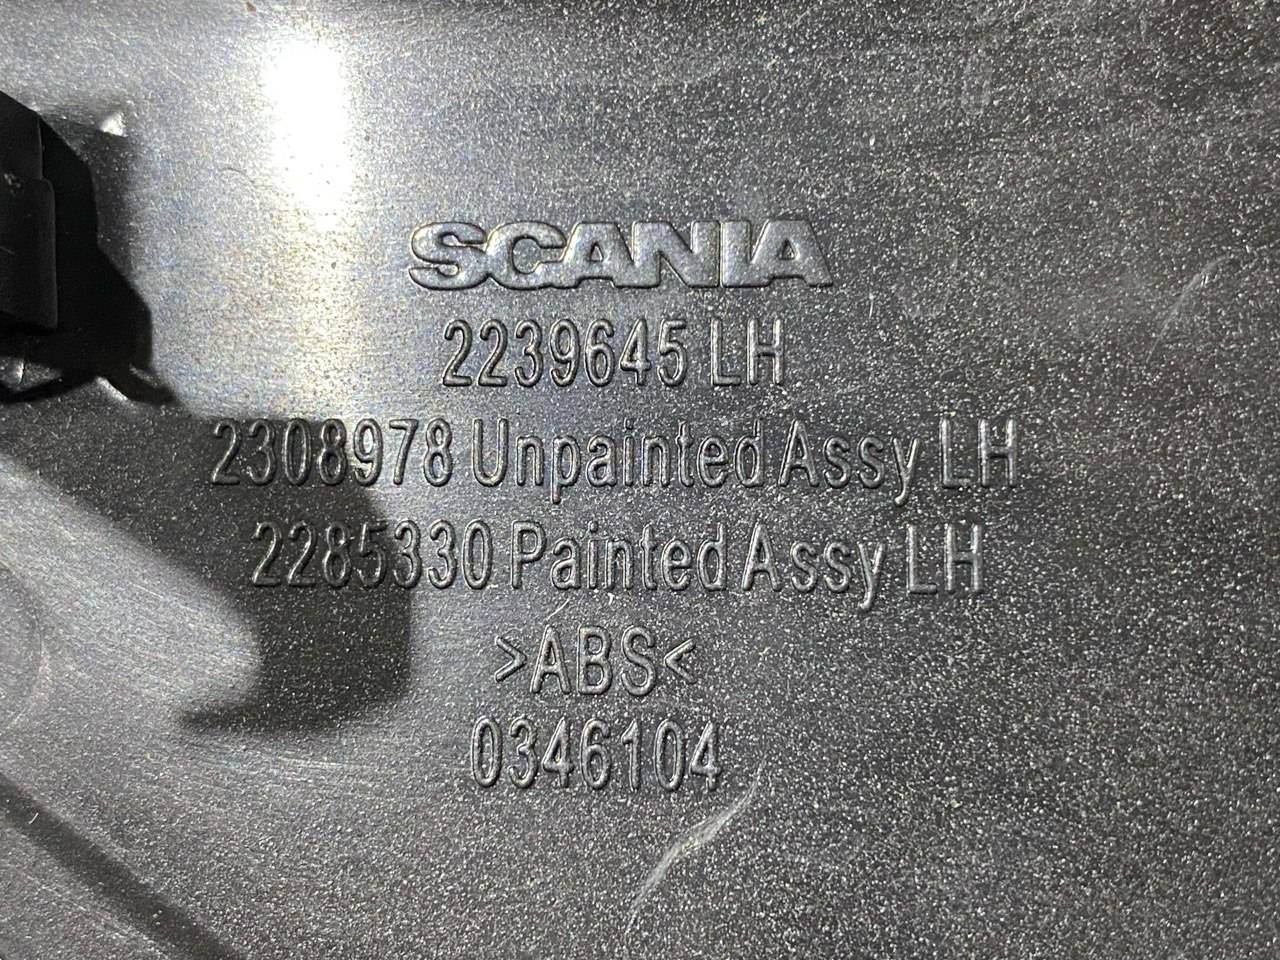 SCANIA
2239645 LH
2308978 Unpainted Assy LH
2285330 Painted Assy LH
>ABS<
0346104